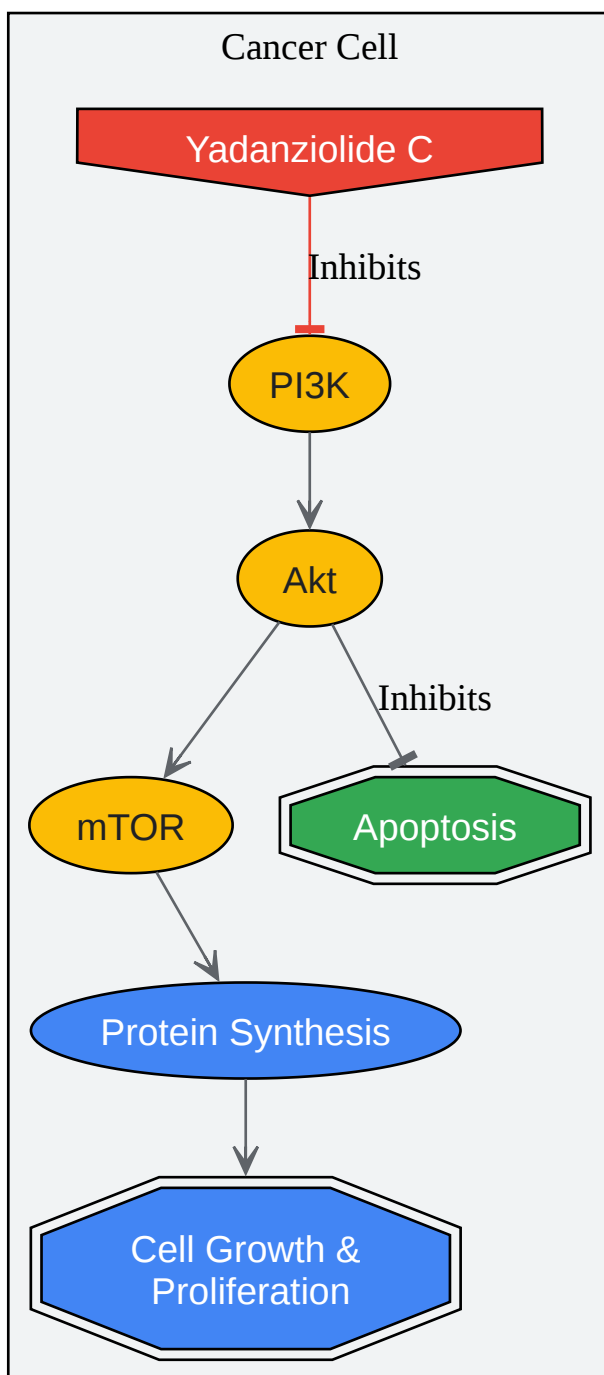 Cancer Cell
Yadanziolide C
Inhibits
PI3K
Akt
Inhibits
mTOR
Apoptosis
Protein Synthesis
Cell Growth &
Proliferation